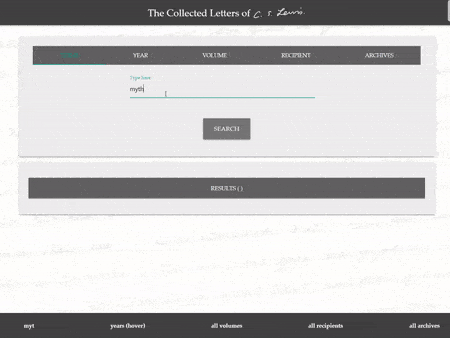 The Collected Letters of C. S. Lewis.
YEAR VOLUME RECIPIENT ARCHIVES
Type here
myth
SEARCH
RESULTS ( )
myt years (hover) all volumes all recipients all archives